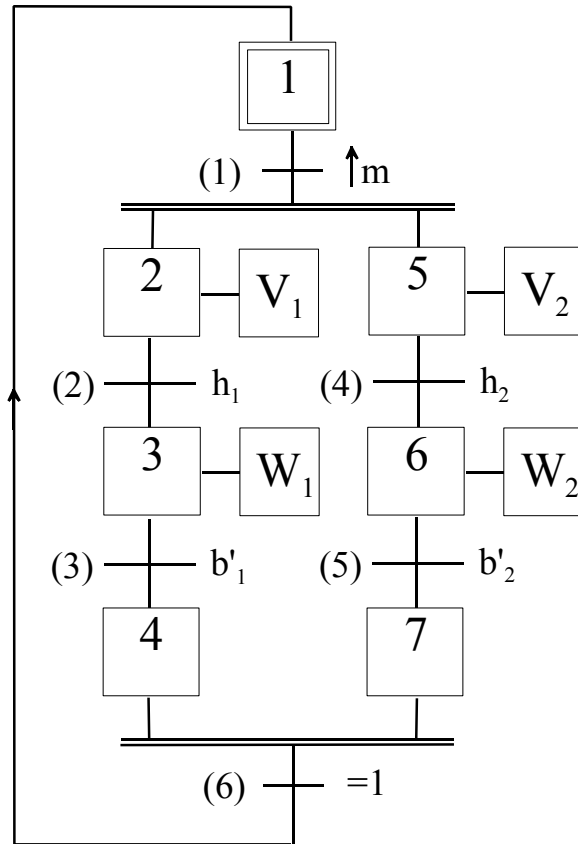 1
(1) ↑m
2 V₁ 5 V₂
(2) h₁ (4) h₂
3 W₁ 6 W₂
(3) b'₁ (5) b'₂
4 7
(6) =1